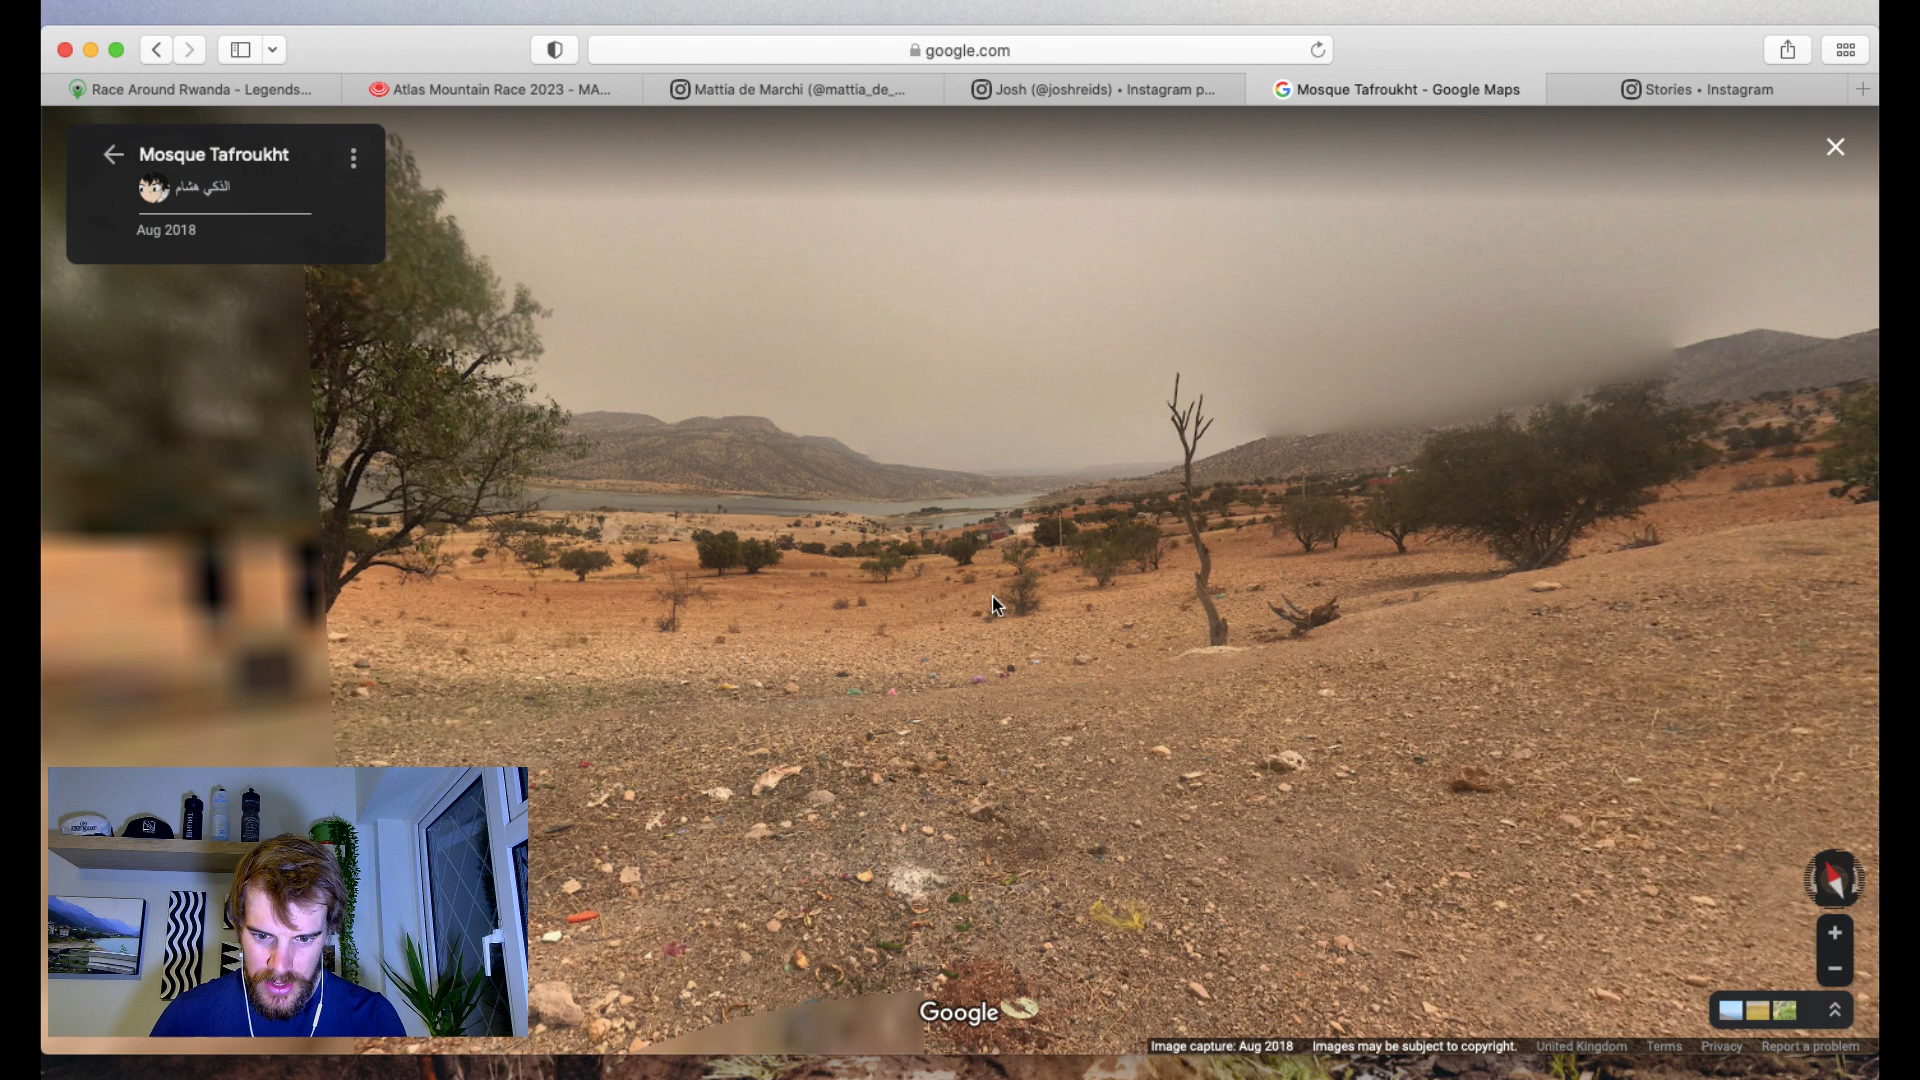 google.com
Race Around Rwanda - Legends...
Atlas Mountain Race 2023 - MA...
Mattia de Marchi (@mattia_de_...
Josh (@joshreids) • Instagram p...
Mosque Tafroukht - Google Maps
Stories • Instagram
Mosque Tafroukht
الذكي هشام
Aug 2018
Google
Image capture: Aug 2018 Images may be subject to copyright. United Kingdom Terms Privacy Report a problem